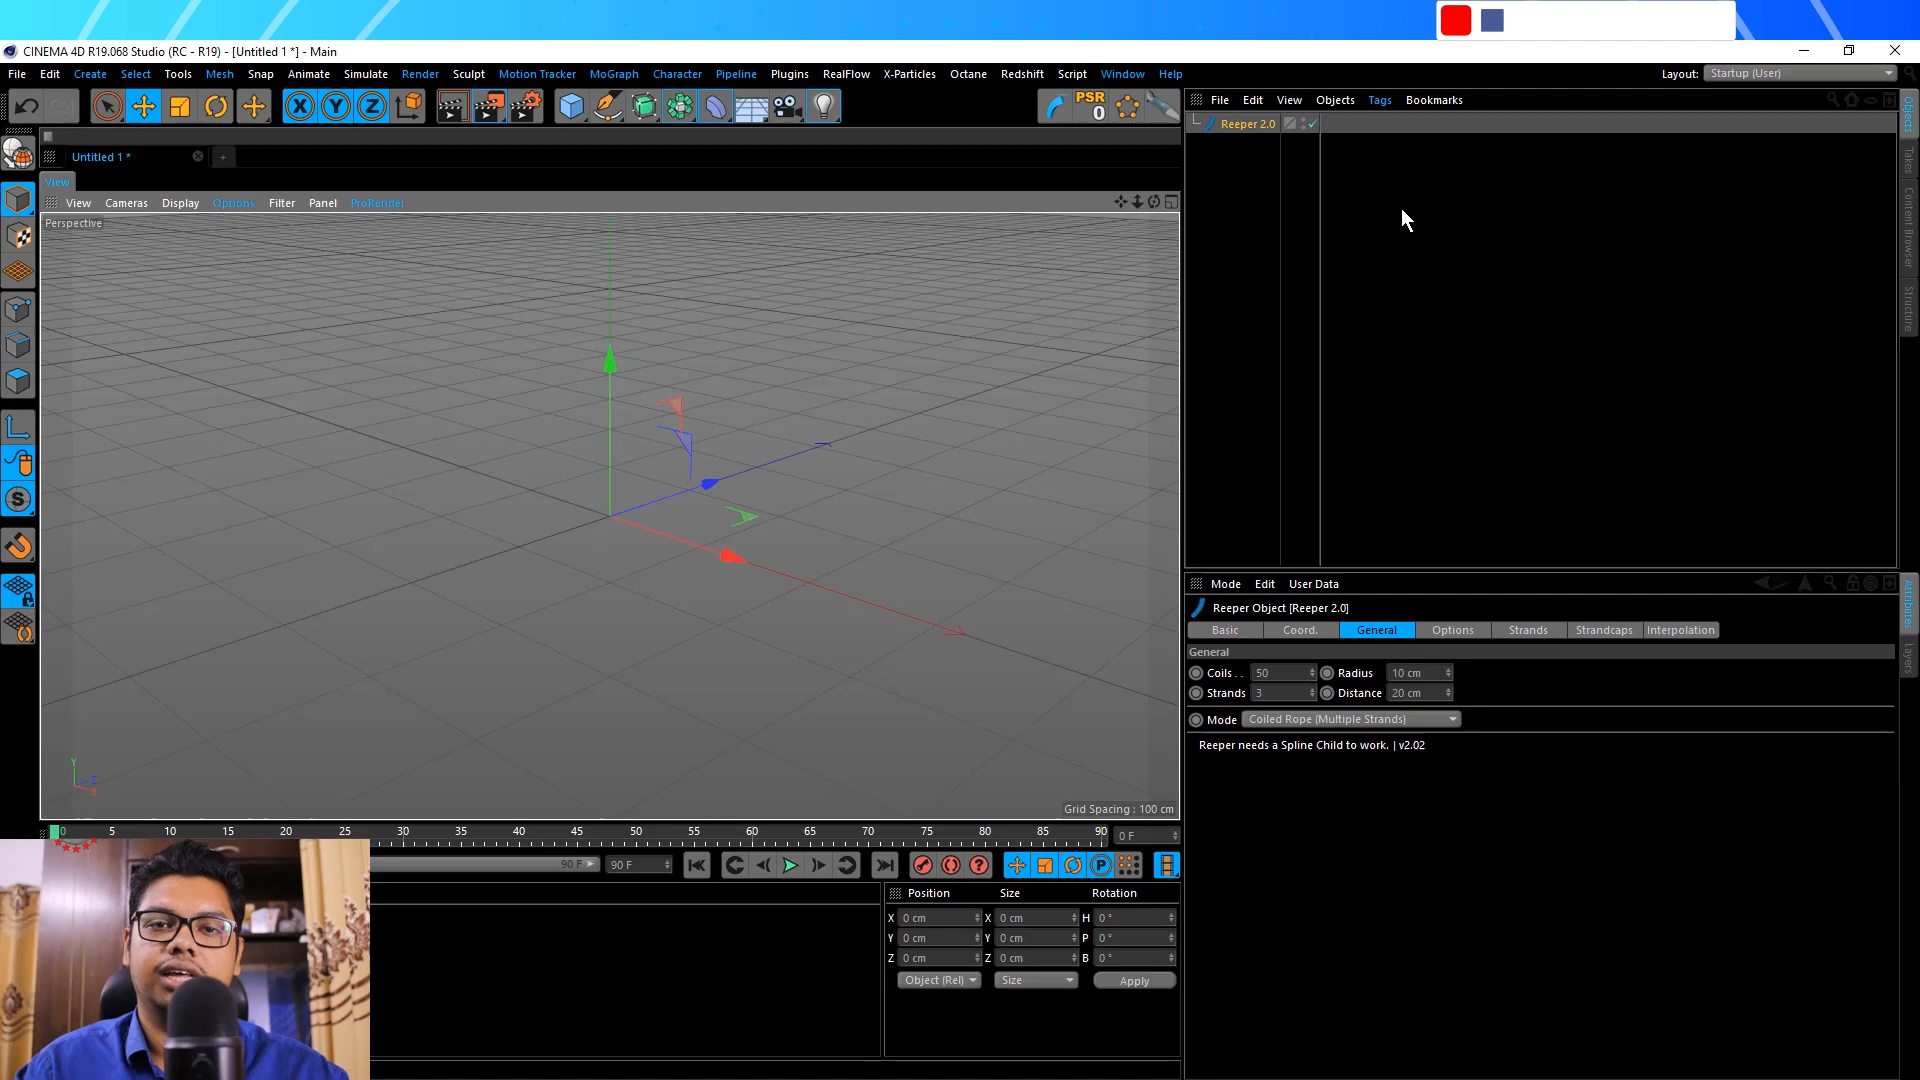 CINEMA 4D R19.068 Studio (RC - R19) - [Untitled 1 *] - Main
File Edit Create Select Tools Mesh Snap Animate Simulate Render Sculpt Motion Tracker MoGraph Character Pipeline Plugins RealFlow X-Particles Octane Redshift Script Window Help
Layout: Startup (User)
X Y Z
PSR
0
File Edit View Objects Tags Bookmarks
Reeper 2.0
Objects
Takes
Content Browser
Structure
Untitled 1 *
+
View
View Cameras Display Options Filter Panel ProRender
Perspective
Y
Z
X
Grid Spacing : 100 cm
Mode Edit User Data
Reeper Object [Reeper 2.0]
Basic Coord. General Options Strands Strandcaps Interpolation
General
Coils . . 50 Radius 10 cm
Strands 3 Distance 20 cm
Mode Coiled Rope (Multiple Strands)
Reeper needs a Spline Child to work. | v2.02
Attributes
Layers
0 5 10 15 20 25 30 35 40 45 50 55 60 65 70 75 80 85 90 0 F
90 F 90 F
? P
Position Size Rotation
X 0 cm X 0 cm H 0 °
Y 0 cm Y 0 cm P 0 °
Z 0 cm Z 0 cm B 0 °
Object (Rel) Size Apply
S